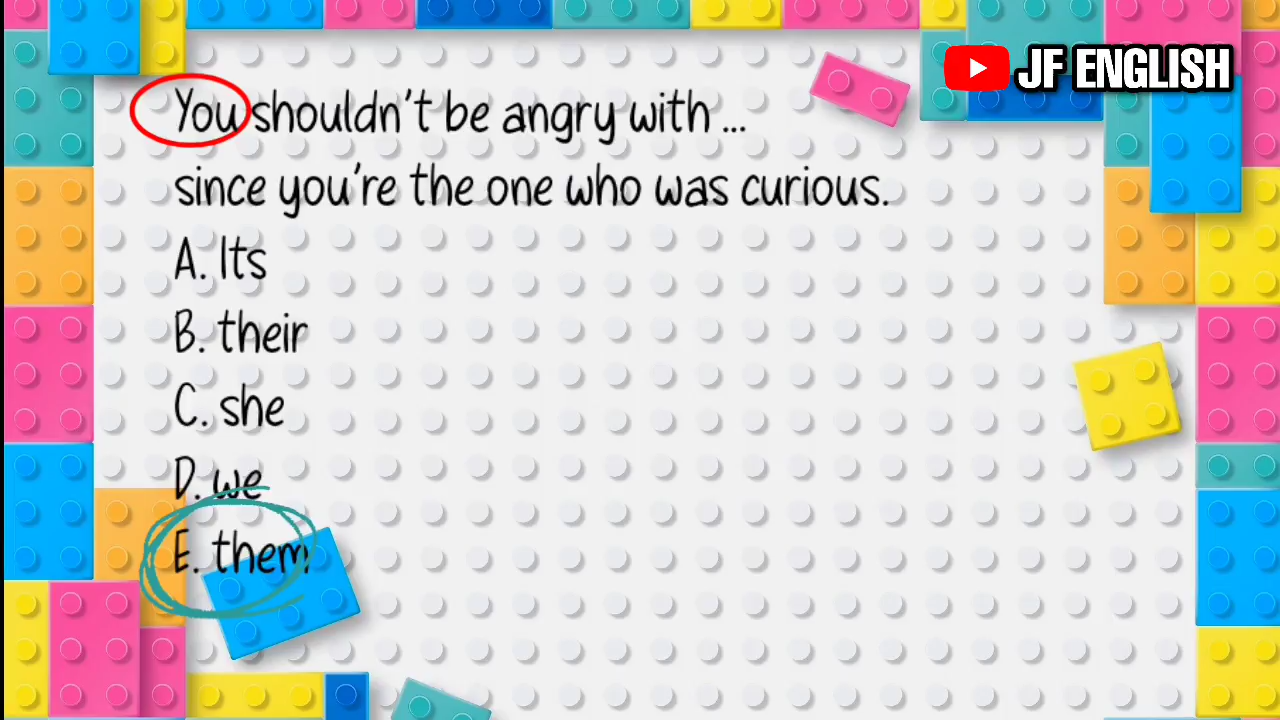 JF ENGLISH
You shouldn't be angry with ...
since you're the one who was curious.
A. Its
B. their
C. she
D. we
E. them